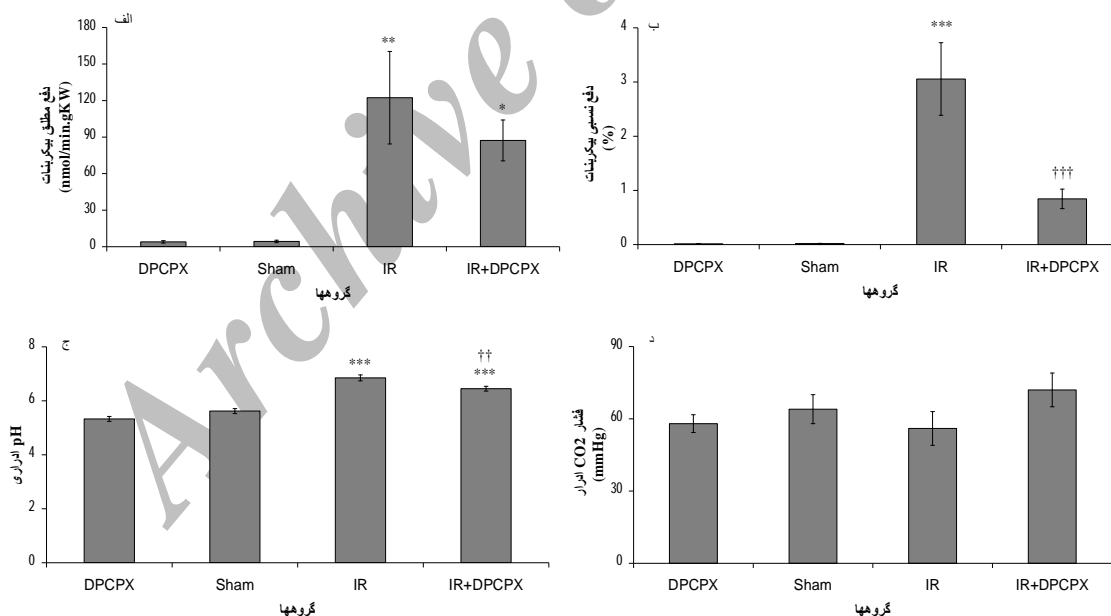 الف
دفع مطلق بیکربنات
(nmol/min.gKW)
180
150
120
90
60
30
0
**
*
DPCPX Sham IR IR+DPCPX
گروهها
ب
دفع نسبی بیکربنات
(%)
4
3
2
1
0
***
†††
DPCPX Sham IR IR+DPCPX
گروهها
ج
pH ادراری
8
6
4
2
0
***
††
***
DPCPX Sham IR IR+DPCPX
گروهها
د
فشار CO2 ادرار
(mmHg)
90
60
30
0
DPCPX Sham IR IR+DPCPX
گروهها
Archive